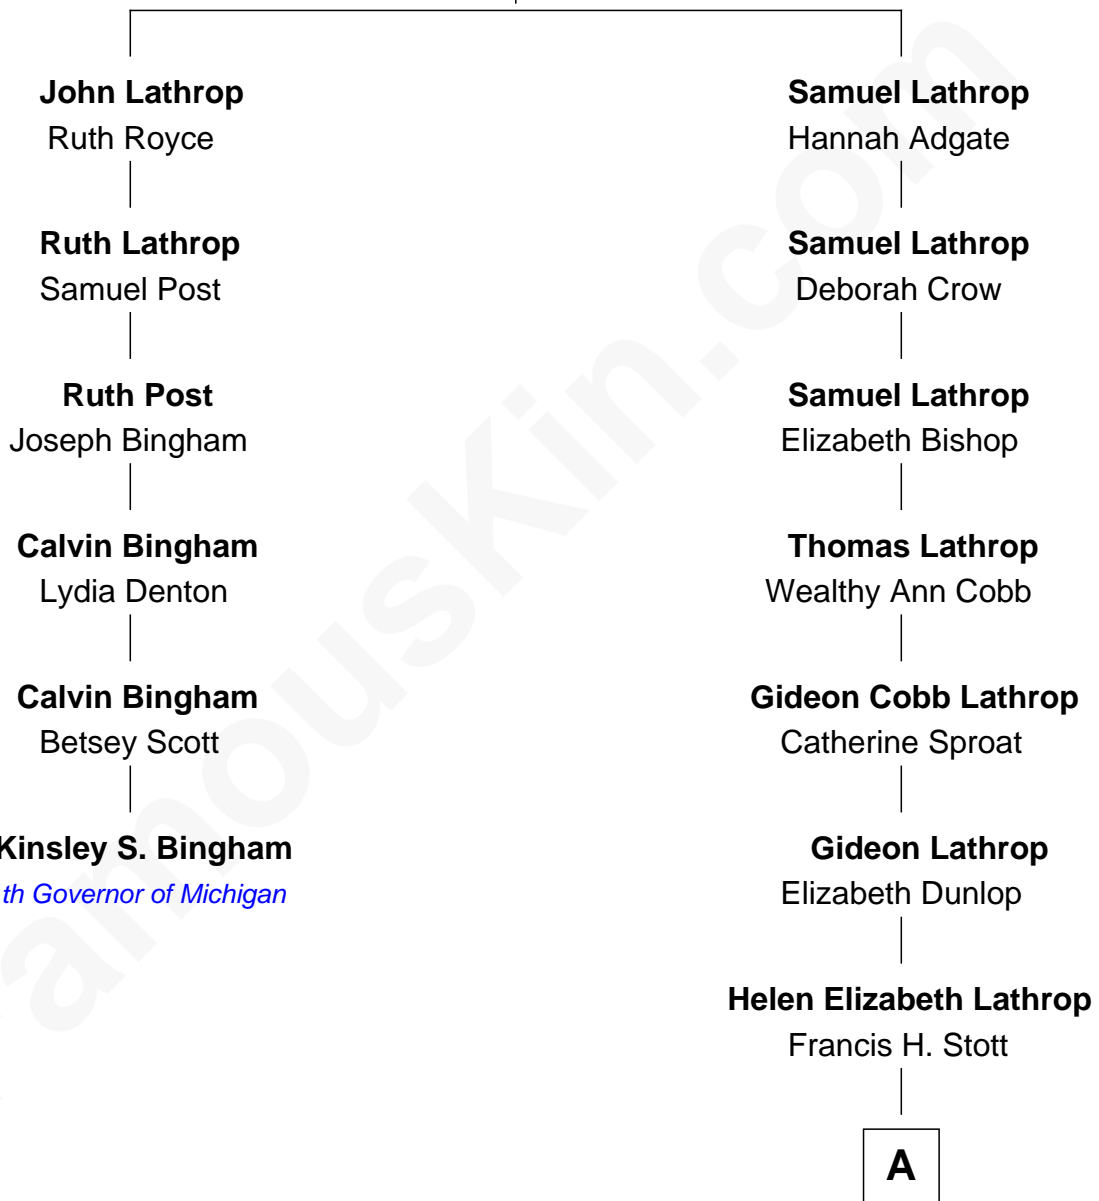 John Lathrop
Ruth Royce
Ruth Lathrop
Samuel Post
Ruth Post
Joseph Bingham
Calvin Bingham
Lydia Denton
Calvin Bingham
Betsey Scott
Kinsley S. Bingham
th Governor of Michigan
Samuel Lathrop
Hannah Adgate
Samuel Lathrop
Deborah Crow
Samuel Lathrop
Elizabeth Bishop
Thomas Lathrop
Wealthy Ann Cobb
Gideon Cobb Lathrop
Catherine Sproat
Gideon Lathrop
Elizabeth Dunlop
Helen Elizabeth Lathrop
Francis H. Stott
A
amouskin.com